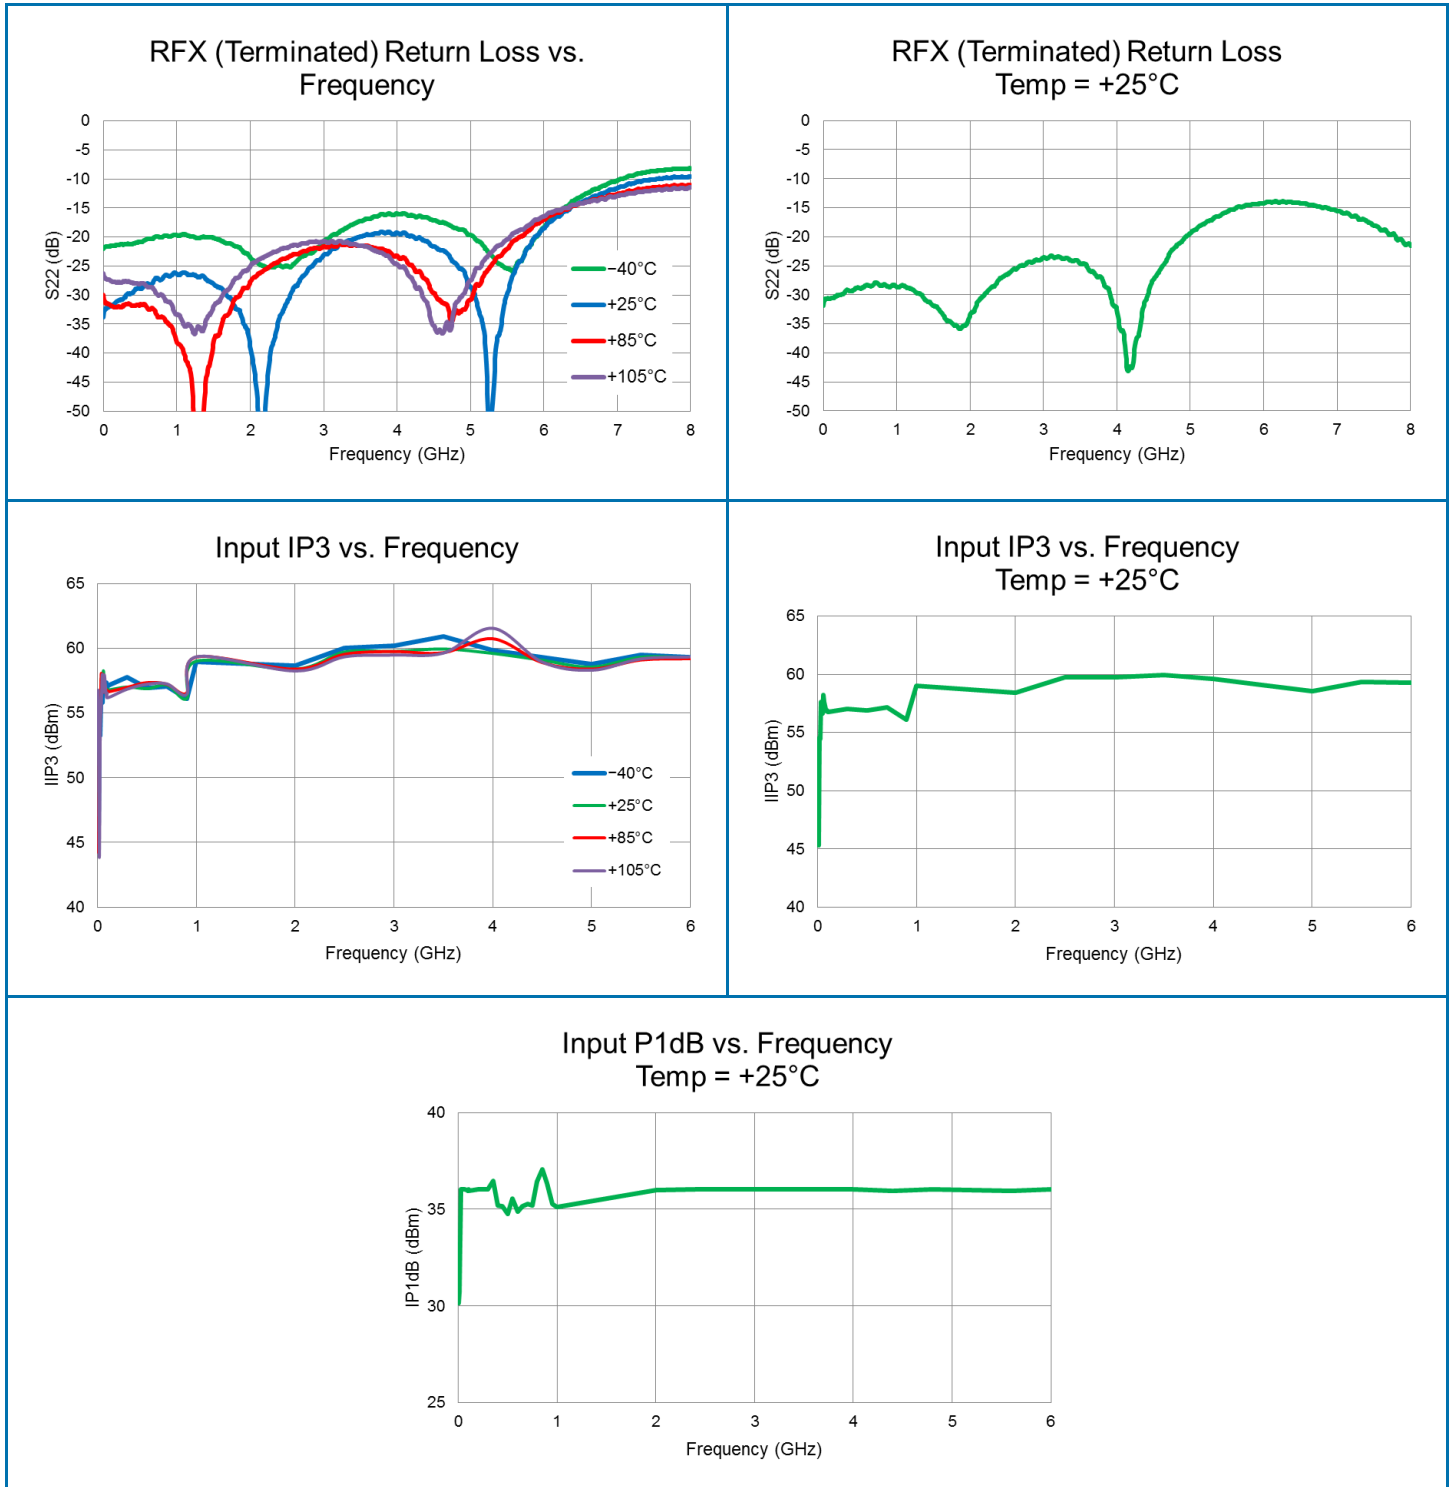 RFX (Terminated) Return Loss vs.
Frequency
0
-5
-10
-15
-20
-25
-30
-35
-40
-45
-50
S22 (dB)
−40°C
+25°C
+85°C
+105°C
0 1 2 3 4 5 6 7 8
Frequency (GHz)
RFX (Terminated) Return Loss
Temp = +25°C
0
-5
-10
-15
-20
-25
-30
-35
-40
-45
-50
S22 (dB)
0 1 2 3 4 5 6 7 8
Frequency (GHz)
Input IP3 vs. Frequency
65
60
55
50
45
40
IIP3 (dBm)
−40°C
+25°C
+85°C
+105°C
0 1 2 3 4 5 6
Frequency (GHz)
Input IP3 vs. Frequency
Temp = +25°C
65
60
55
50
45
40
IIP3 (dBm)
0 1 2 3 4 5 6
Frequency (GHz)
Input P1dB vs. Frequency
Temp = +25°C
40
35
30
25
IP1dB (dBm)
0 1 2 3 4 5 6
Frequency (GHz)